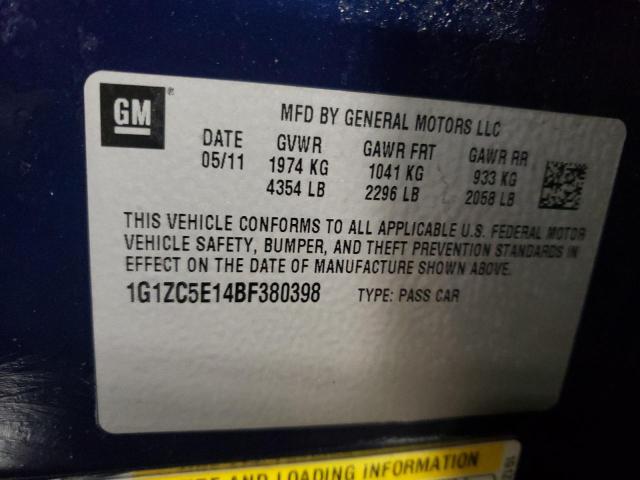 GM®
MFD BY GENERAL MOTORS LLC
DATE GVWR GAWR FRT GAWR RR
05/11 1974 KG 1041 KG 933 KG
4354 LB 2296 LB 2058 LB
THIS VEHICLE CONFORMS TO ALL APPLICABLE U.S. FEDERAL MOTOR
VEHICLE SAFETY, BUMPER, AND THEFT PREVENTION STANDARDS IN
EFFECT ON THE DATE OF MANUFACTURE SHOWN ABOVE.
1G1ZC5E14BF380398 TYPE: PASS CAR
AND LOADING INFORMATION